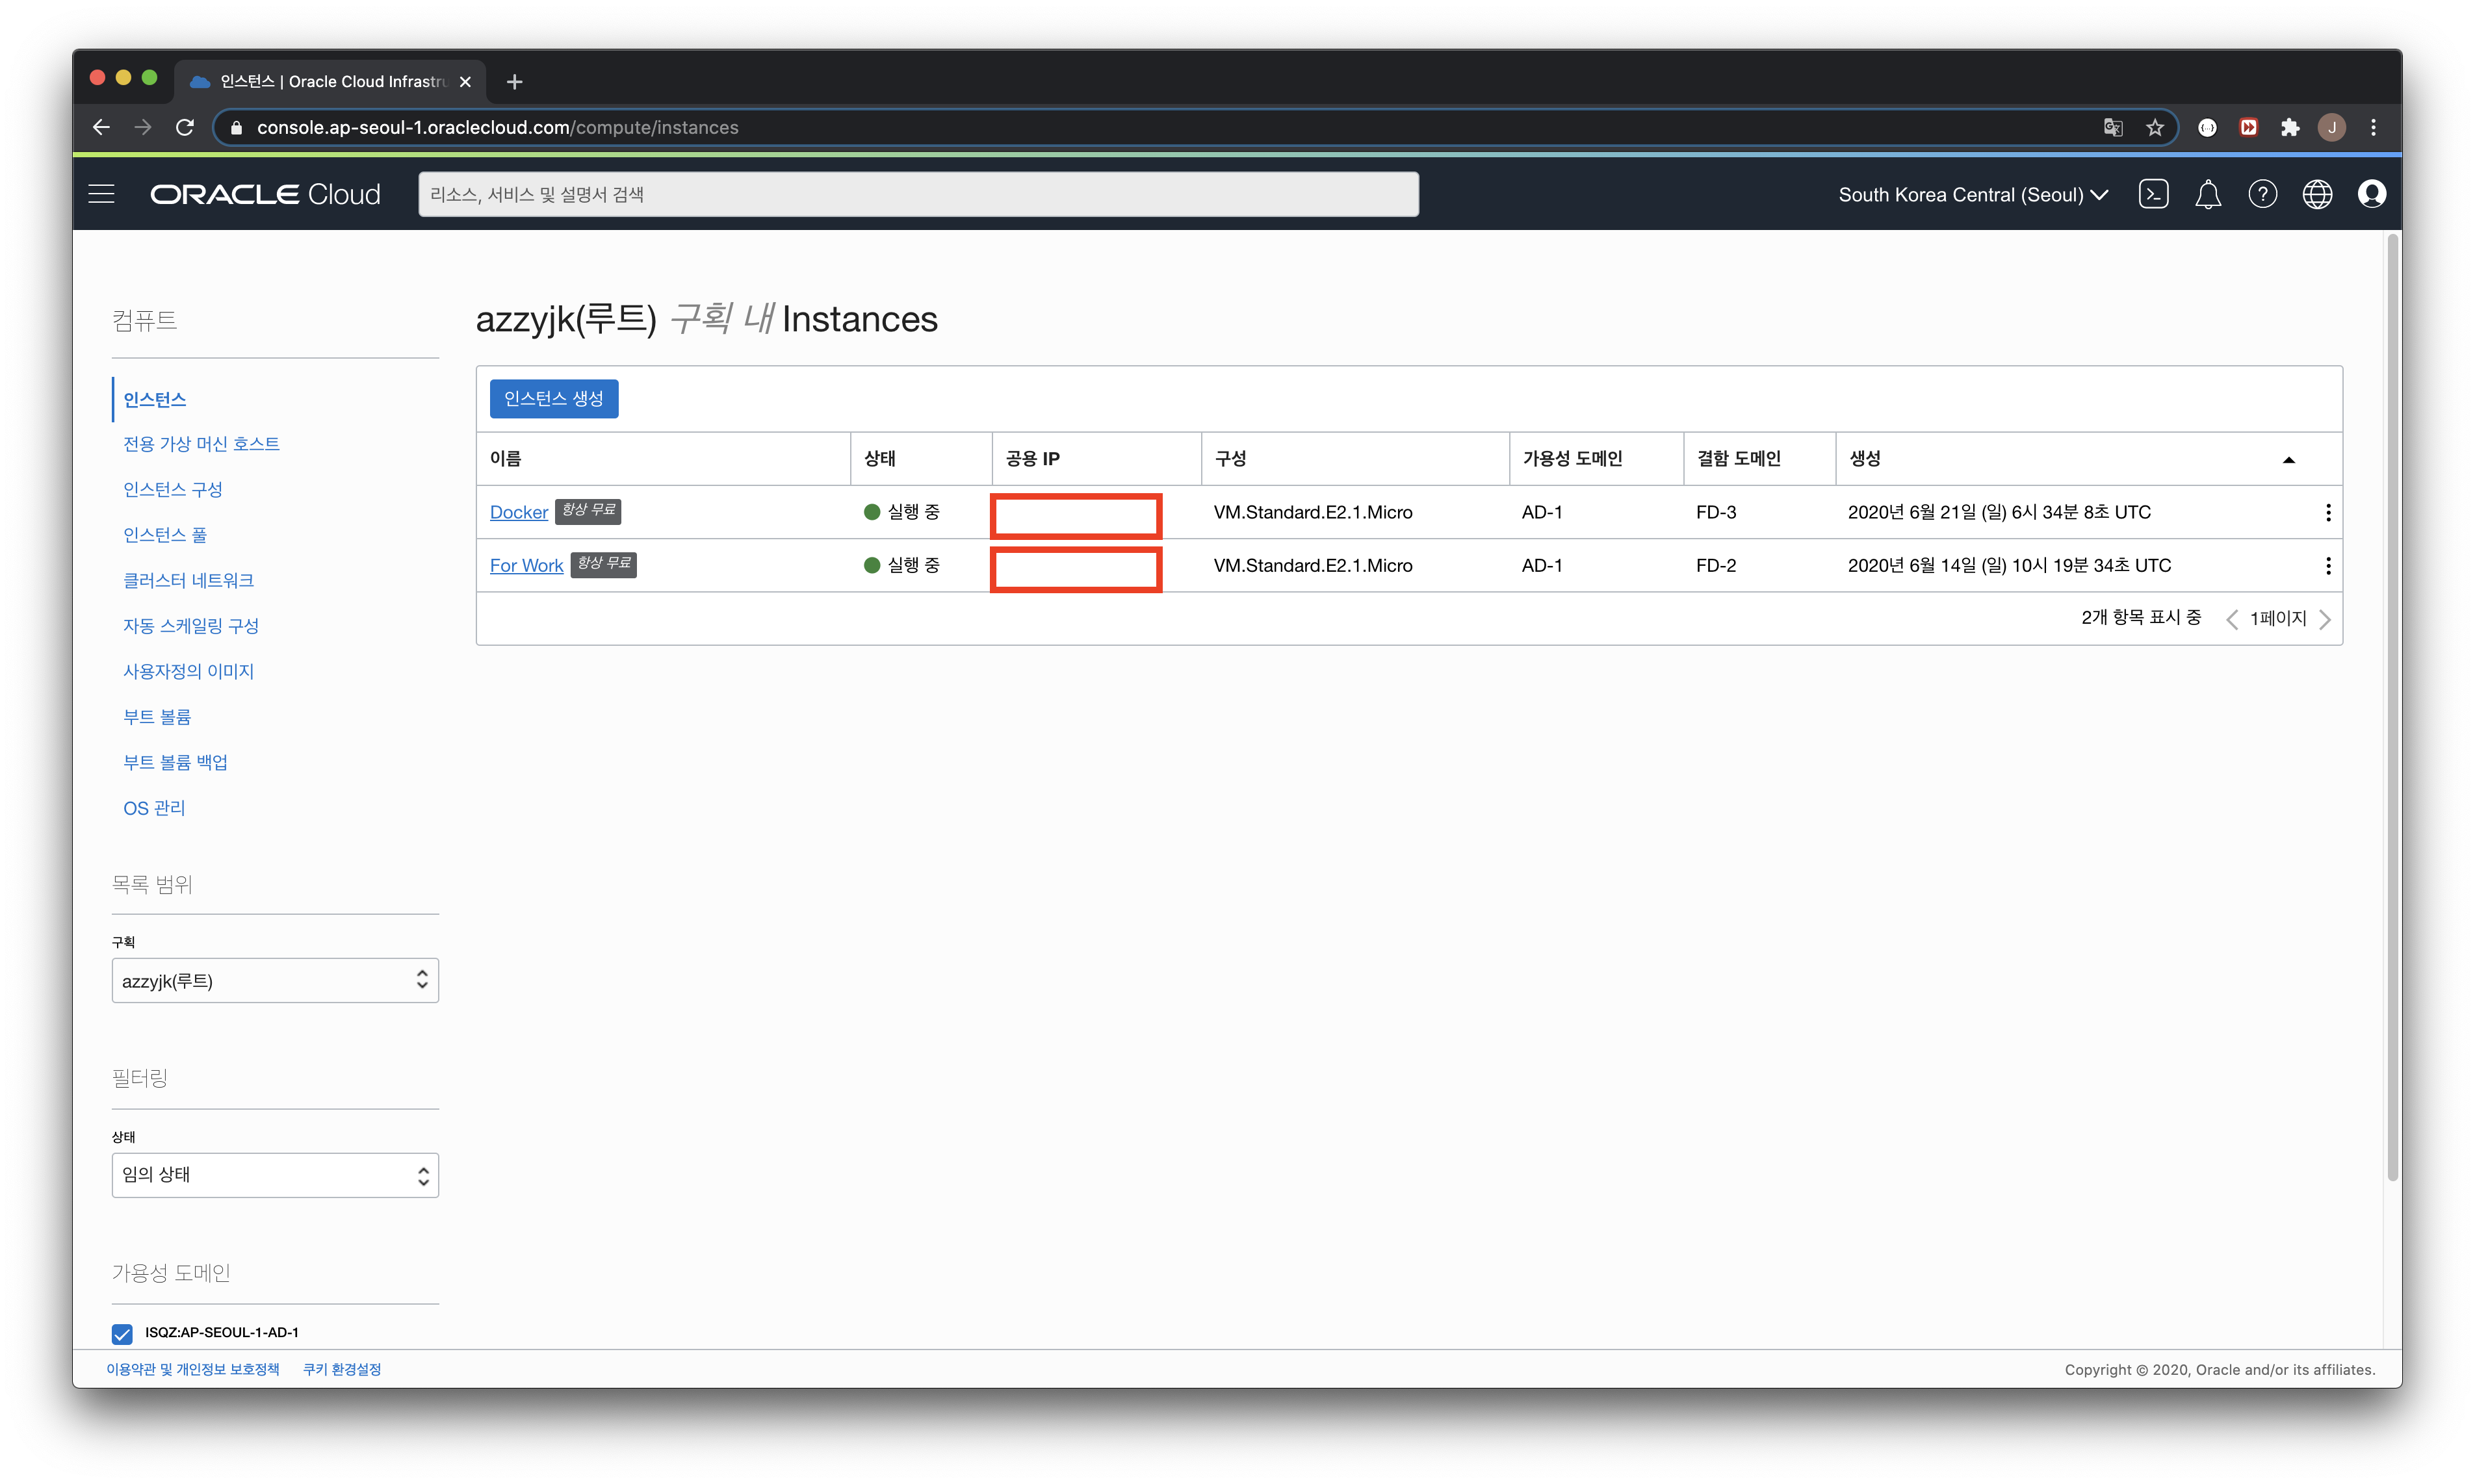 인스턴스 | Oracle Cloud Infrastru
console.ap-seoul-1.oraclecloud.com/compute/instances
J
ORACLE Cloud
리소스, 서비스 및 설명서 검색
South Korea Central (Seoul)
컴퓨트
인스턴스
전용 가상 머신 호스트
인스턴스 구성
인스턴스 풀
클러스터 네트워크
자동 스케일링 구성
사용자정의 이미지
부트 볼륨
부트 볼륨 백업
OS 관리
목록 범위
구획
azzyjk(루트)
필터링
상태
임의 상태
가용성 도메인
ISQZ:AP-SEOUL-1-AD-1
azzyjk(루트) 구획 내 Instances
인스턴스 생성
이름 상태 공용 IP 구성 가용성 도메인 결함 도메인 생성
Docker 항상 무료 실행 중 VM.Standard.E2.1.Micro AD-1 FD-3 2020년 6월 21일 (일) 6시 34분 8초 UTC
For Work 항상 무료 실행 중 VM.Standard.E2.1.Micro AD-1 FD-2 2020년 6월 14일 (일) 10시 19분 34초 UTC
2개 항목 표시 중 1페이지
이용약관 및 개인정보 보호정책 쿠키 환경설정
Copyright © 2020, Oracle and/or its affiliates.